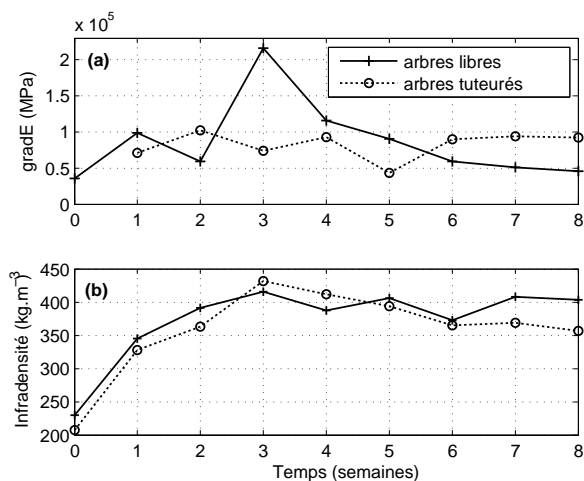 x 10⁵
(a)
arbres libres
arbres tuteurés
gradE (MPa)
2
1.5
1
0.5
0
0 1 2 3 4 5 6 7 8
(b)
Infradensité (kg.m⁻³)
450
400
350
300
250
200
0 1 2 3 4 5 6 7 8
Temps (semaines)